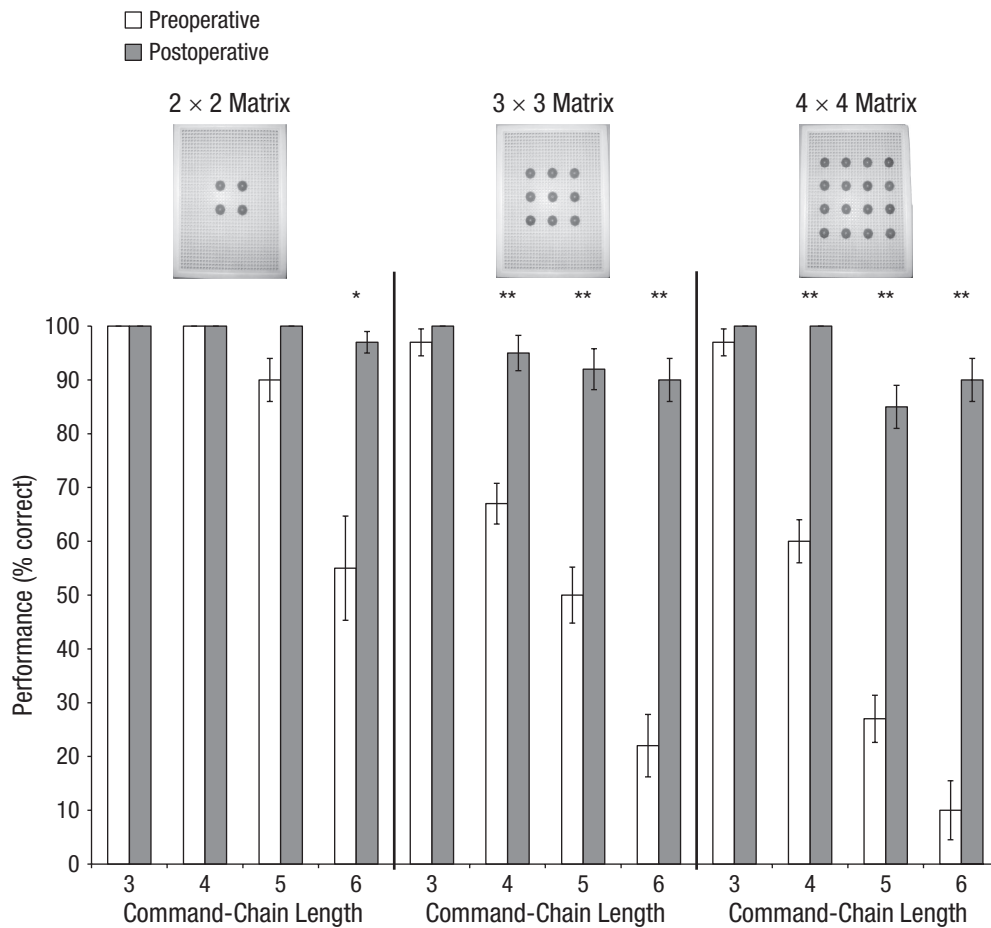 Preoperative
Postoperative
2 × 2 Matrix
3 × 3 Matrix
4 × 4 Matrix
* ** ** ** ** ** **
Performance (% correct)
100
90
80
70
60
50
40
30
20
10
0
3 4 5 6 3 4 5 6 3 4 5 6
Command-Chain Length
Command-Chain Length
Command-Chain Length